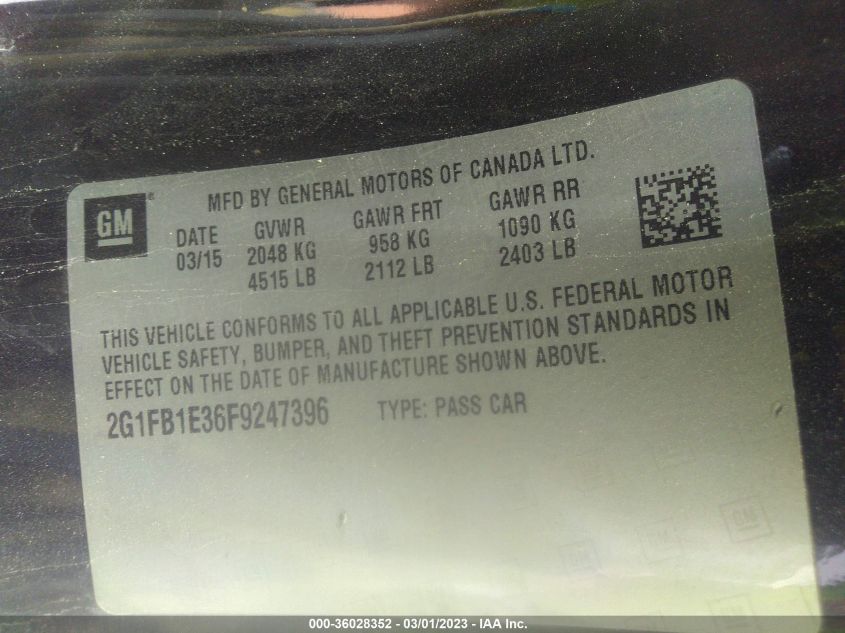 GM ®
MFD BY GENERAL MOTORS OF CANADA LTD.
DATE GVWR GAWR FRT GAWR RR
03/15 2048 KG 958 KG 1090 KG
4515 LB 2112 LB 2403 LB
THIS VEHICLE CONFORMS TO ALL APPLICABLE U.S. FEDERAL MOTOR
VEHICLE SAFETY, BUMPER, AND THEFT PREVENTION STANDARDS IN
EFFECT ON THE DATE OF MANUFACTURE SHOWN ABOVE.
2G1FB1E36F9247396 TYPE: PASS CAR
GM
000-36028352 - 03/01/2023 - IAA Inc.